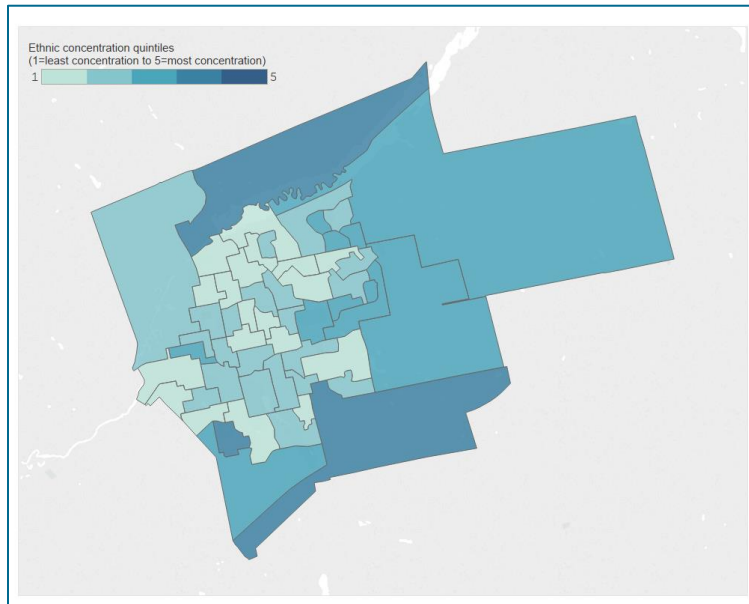 Ethnic concentration quintiles
(1=least concentration to 5=most concentration)
1 5